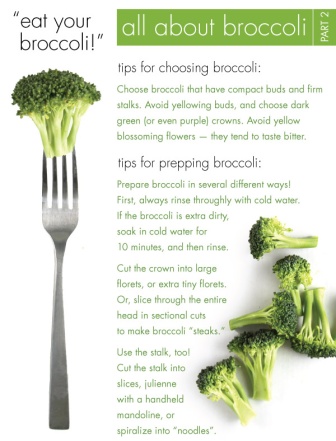 "eat your
broccoli!"
all about broccoli
PART 2
tips for choosing broccoli:
Choose broccoli that have compact buds and firm
stalks. Avoid yellowing buds, and choose dark
green (or even purple) crowns. Avoid yellow
blossoming flowers — they tend to taste bitter.
tips for prepping broccoli:
Prepare broccoli in several different ways!
First, always rinse throughly with cold water.
If the broccoli is extra dirty,
soak in cold water for
10 minutes, and then rinse.
Cut the crown into large
florets, or extra tiny florets.
Or, slice through the entire
head in sectional cuts
to make broccoli "steaks."
Use the stalk, too!
Cut the stalk into
slices, julienne
with a handheld
mandoline, or
spiralize into "noodles".